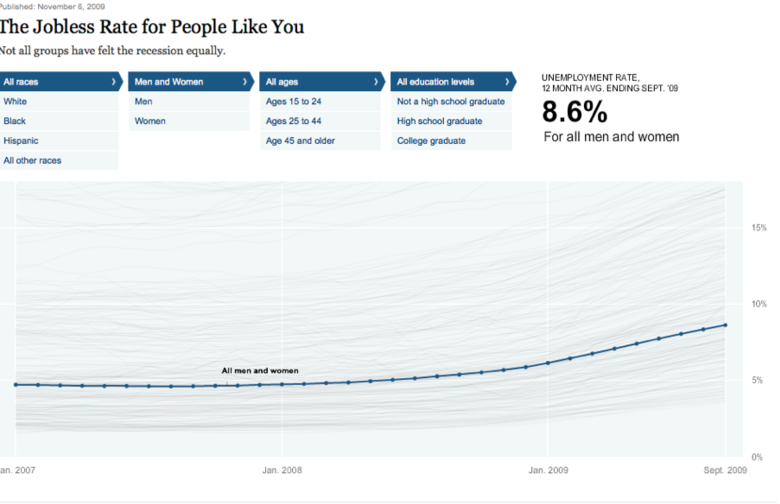 Published: November 6, 2009
The Jobless Rate for People Like You
Not all groups have felt the recession equally.
All races
White
Black
Hispanic
All other races
Men and Women
Men
Women
All ages
Ages 15 to 24
Ages 25 to 44
Age 45 and older
All education levels
Not a high school graduate
High school graduate
College graduate
UNEMPLOYMENT RATE,
12 MONTH AVG. ENDING SEPT. '09
8.6%
For all men and women
15%
10%
All men and women
5%
0%
an. 2007
Jan. 2008
Jan. 2009
Sept. 2009